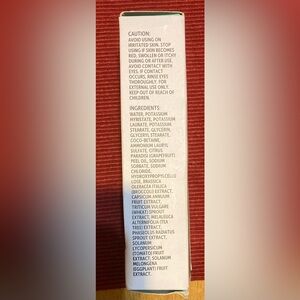 CAUTION:
AVOID USING ON
IRRITATED SKIN. STOP
USING IF SKIN BECOMES
RED, SWOLLEN OR ITCHY
DURING OR AFTER USE.
AVOID CONTACT WITH
EYES. IF CONTACT
OCCURS, RINSE EYES
THOROUGHLY. FOR
EXTERNAL USE ONLY.
KEEP OUT OF REACH OF
CHILDREN.
INGREDIENTS:
WATER, POTASSIUM
MYRISTATE, POTASSIUM
LAURATE, POTASSIUM
STEARATE, GLYCERIN,
GLYCERYL STEARATE,
COCO-BETAINE,
AMMONIUM LAURYL
SULFATE, CITRUS
PARADISI (GRAPEFRUIT)
PEEL OIL, SODIUM
SORBATE, SODIUM
CHLORIDE,
HYDROXYPROPYLCELLU
LOSE, BRASSICA
OLERACEA ITALICA
(BROCCOLI) EXTRACT,
CAPSICUM ANNUUM
FRUIT EXTRACT,
TRITICUM VULGARE
(WHEAT) SPROUT
EXTRACT, MELALEUCA
ALTERNIFOLIA (TEA
TREE) EXTRACT,
PHASEOLUS RADIATUS
SPROUT EXTRACT,
SOLANUM
LYCOPERSICUM
(TOMATO) FRUIT
EXTRACT, SOLANUM
MELONGENA
(EGGPLANT) FRUIT
EXTRACT.